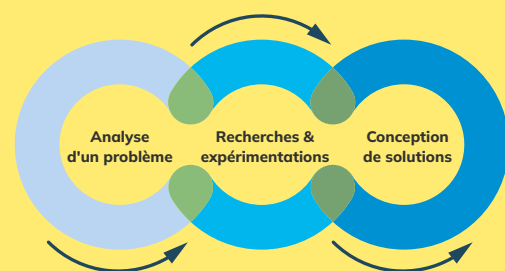 Analyse
d'un problème
Recherches &
expérimentations
Conception
de solutions